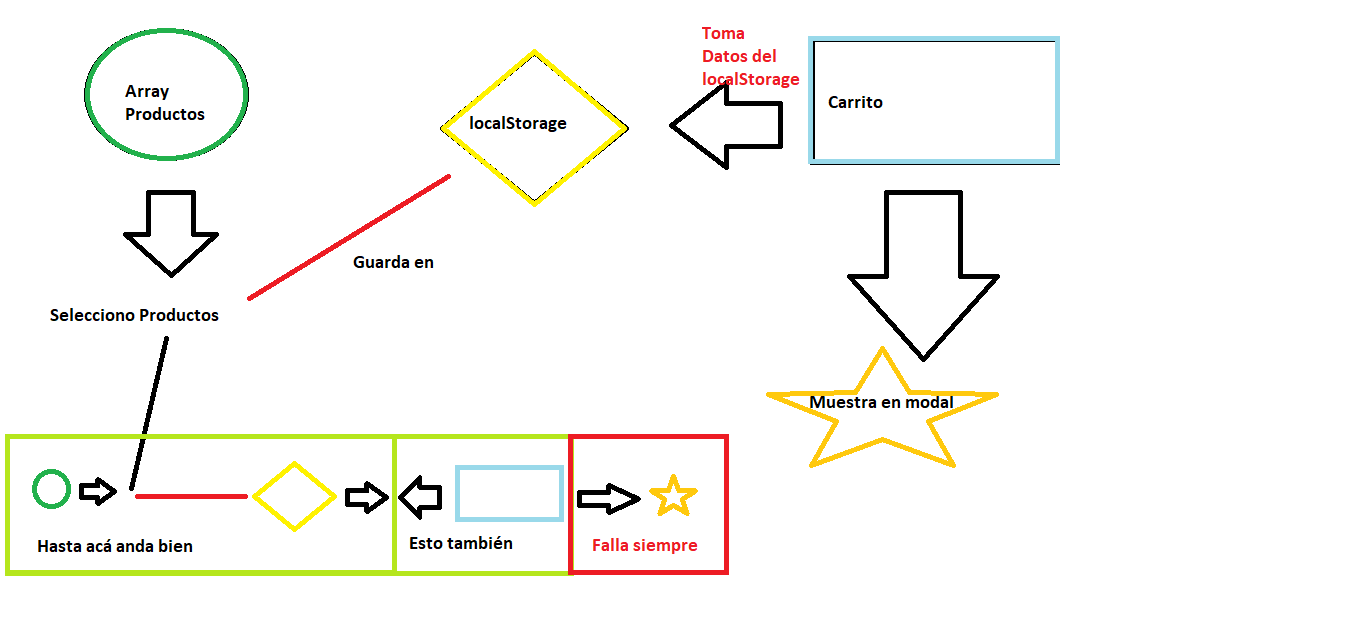 Array
Productos
localStorage
Toma
Datos del
localStorage
Carrito
Guarda en
Selecciono Productos
Muestra en modal
Hasta acá anda bien
Esto también
Falla siempre